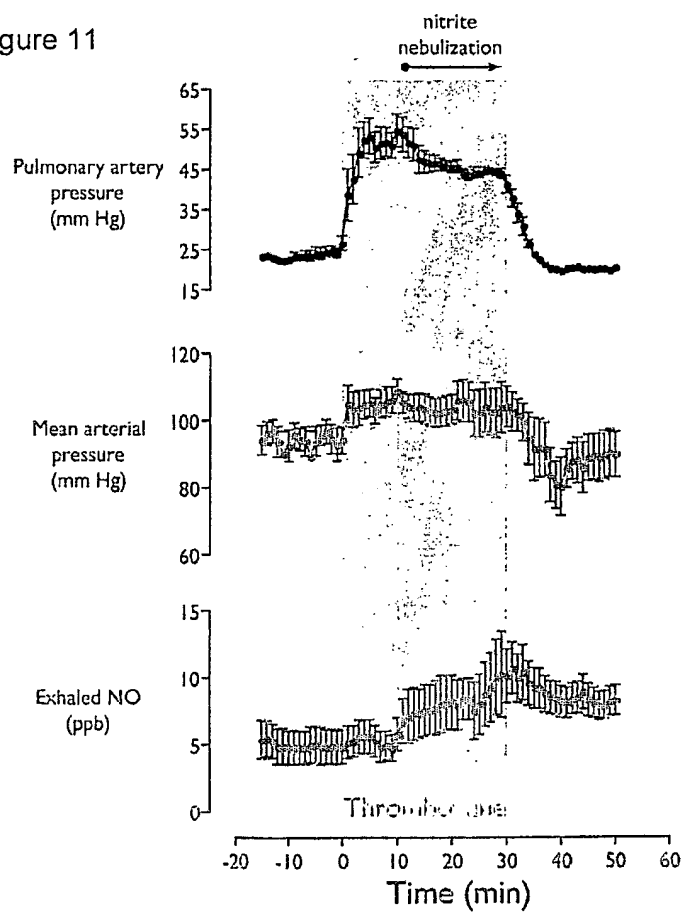 gure 11
nitrite
nebulization
65
55
45
35
25
15
Pulmonary artery
pressure
(mm Hg)
120
100
80
60
Mean arterial
pressure
(mm Hg)
15
10
5
0
Exhaled NO
(ppb)
-20 -10 0 10 20 30 40 50 60
Time (min)